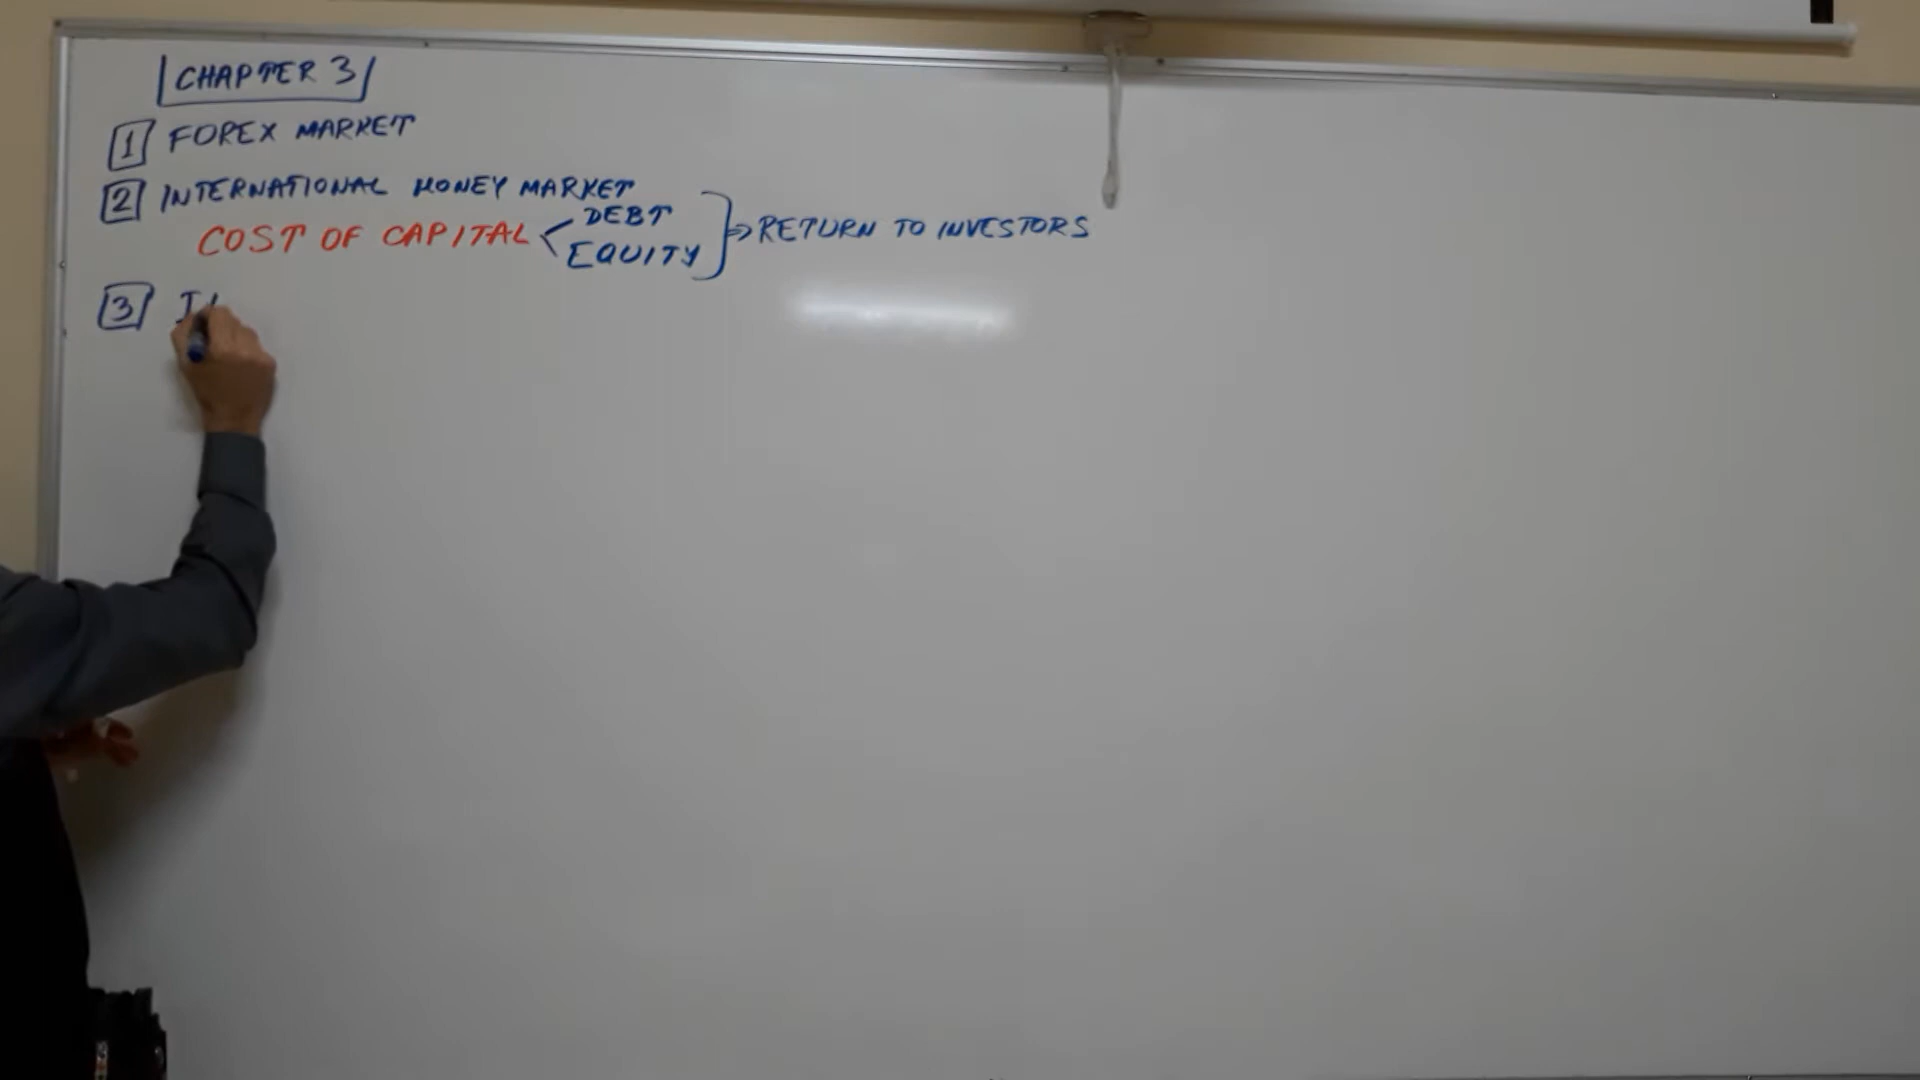 CHAPTER 3
1 FOREX MARKET
2 INTERNATIONAL MONEY MARKET
COST OF CAPITAL < DEBT
EQUITY
⇒ RETURN TO INVESTORS
3